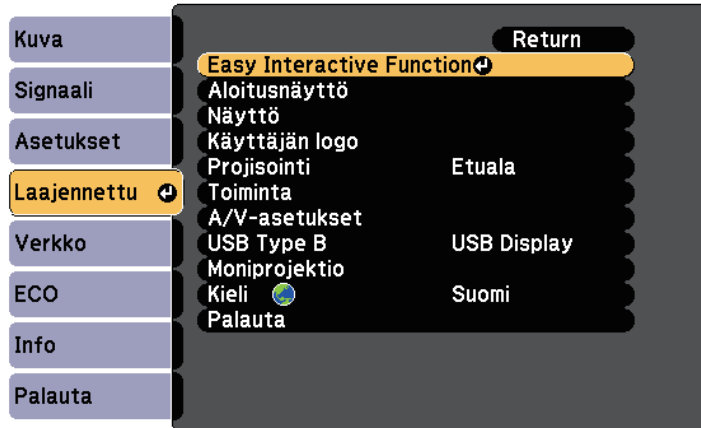 Kuva
Signaali
Asetukset
Laajennettu
Verkko
ECO
Info
Palauta
Return
Easy Interactive Function
Aloitusnäyttö
Näyttö
Käyttäjän logo
Projisointi Etuala
Toiminta
A/V-asetukset
USB Type B USB Display
Moniprojektio
Kieli Suomi
Palauta